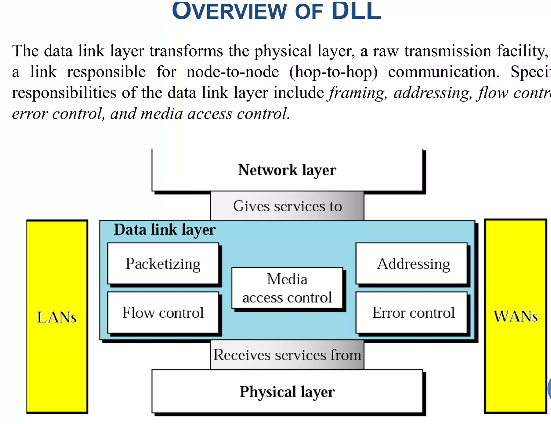 OVERVIEW OF DLL
The data link layer transforms the physical layer, a raw transmission facility,
a link responsible for node-to-node (hop-to-hop) communication.
responsibilities of the data link layer include framing, addressing, flow
error control, and media access control.
Network layer
Gives services to
Data link layer
Packetizing
Addressing
Media
access control
Flow control
Error control
LANs
WANs
Receives services from
Physical layer